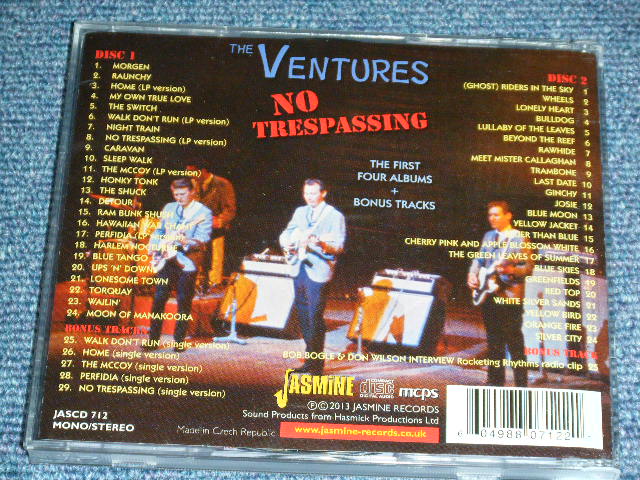 THE VENTURES
NO
TRESPASSING
THE FIRST
FOUR ALBUMS
+
BONUS TRACKS
DISC 1
1. MORGEN
2. RAUNCHY
3. HOME (LP version)
4. MY OWN TRUE LOVE
5. THE SWITCH
6. WALK DON'T RUN (LP version)
7. NIGHT TRAIN
8. NO TRESPASSING (LP version)
9. CARAVAN
10. SLEEP WALK
11. THE MCCOY (LP version)
12. HONKY TONK
13. THE SHUCK
14. DETOUR
15. RAM BUNK SHUSH
16. HAWAIIAN WAR CHANT
17. PERFIDIA (LP version)
18. HARLEM NOCTURNE
19. BLUE TANGO
20. UPS 'N' DOWNS
21. LONESOME TOWN
22. TORQUAY
23. WAILIN'
24. MOON OF MANAKOORA
BONUS TRACKS
25. WALK DON'T RUN (single version)
26. HOME (single version)
27. THE MCCOY (single version)
28. PERFIDIA (single version)
29. NO TRESPASSING (single version)
DISC 2
(GHOST) RIDERS IN THE SKY 1
WHEELS 2
LONELY HEART 3
BULLDOG 4
LULLABY OF THE LEAVES 5
BEYOND THE REEF 6
RAWHIDE 7
MEET MISTER CALLAGHAN 8
TRAMBONE 9
LAST DATE 10
GINCHY 11
JOSIE 12
BLUE MOON 13
YELLOW JACKET 14
BLUER THAN BLUE 15
CHERRY PINK AND APPLE BLOSSOM WHITE 16
THE GREEN LEAVES OF SUMMER 17
BLUE SKIES 18
GREENFIELDS 19
RED TOP 20
WHITE SILVER SANDS 21
YELLOW BIRD 22
ORANGE FIRE 23
SILVER CITY 24
BONUS TRACK
BOB BOGLE & DON WILSON INTERVIEW Rocketing Rhythms radio clip 25
JASMINE
COMPACT
disc
DIGITAL AUDIO
mcps
℗©2013 JASMINE RECORDS
Sound Products from Hasmick Productions Ltd
Made in Czech Republic
www.jasmine-records.co.uk
JASCD 712
MONO/STEREO
6 04988 07122